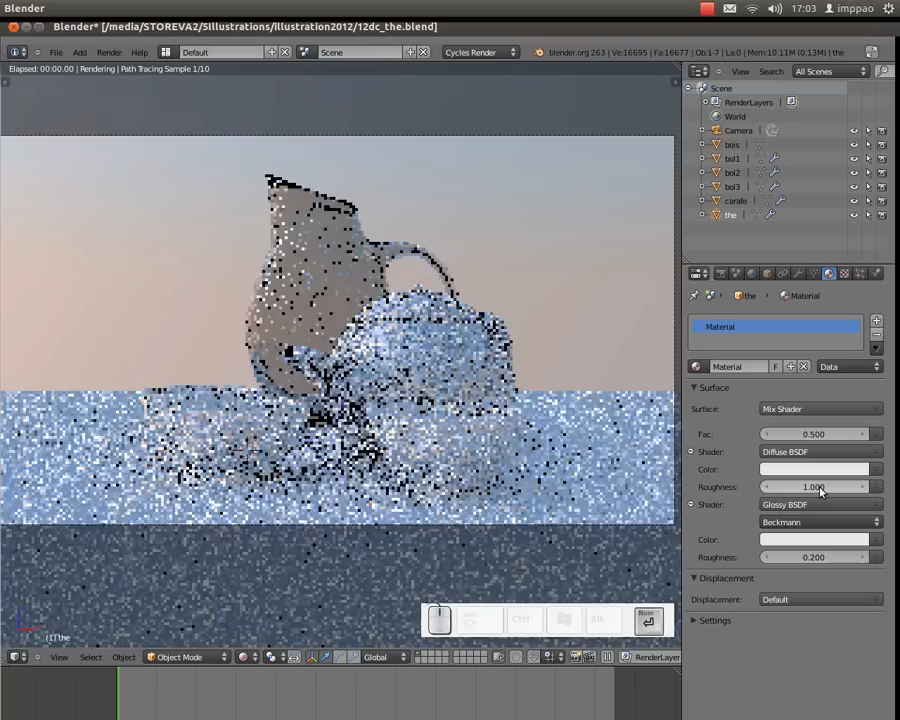 Blender
17:03
imppao
Blender* [/media/STOREVA2/SIllustrations/illustration2012/12dc_the.blend]
File
Add
Render
Help
Default
Scene
Cycles Render
blender.org 263 | Ve:16695 | Fa:16677 | Ob:1-7 | La:0 | Mem:10.11M (0.13M) | the
Elapsed: 00:00.00 | Rendering | Path Tracing Sample 1/10
View
Search
All Scenes
Scene
RenderLayers
World
Camera
bois
bol1
bol2
bol3
carafe
the
the
Material
Material
Material
F
Data
Surface
Surface:
Mix Shader
Fac:
0.500
Shader:
Diffuse BSDF
Color:
Roughness:
1.000
Shader:
Glossy BSDF
Beckmann
Color:
Roughness:
0.200
Displacement
Displacement:
Default
Settings
Ctrl
Alt
Num
(1) the
View
Select
Object
Object Mode
Global
RenderLayer